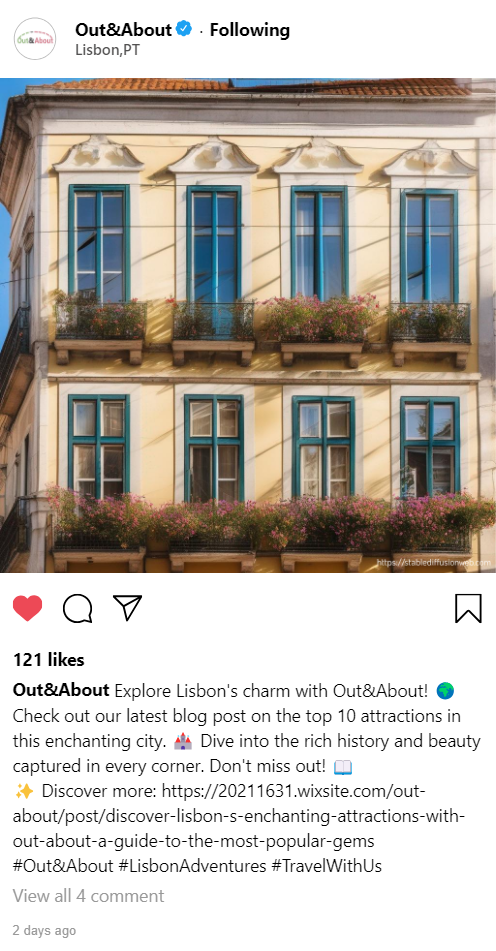 Out&About
Out&About · Following
Lisbon,PT
https://stablediffusionweb.com
121 likes
Out&About Explore Lisbon's charm with Out&About! 🌍
Check out our latest blog post on the top 10 attractions in
this enchanting city. 🏰 Dive into the rich history and beauty
captured in every corner. Don't miss out! 📖
✨ Discover more: https://20211631.wixsite.com/out-
about/post/discover-lisbon-s-enchanting-attractions-with-
out-about-a-guide-to-the-most-popular-gems
#Out&About #LisbonAdventures #TravelWithUs
View all 4 comment
2 days ago